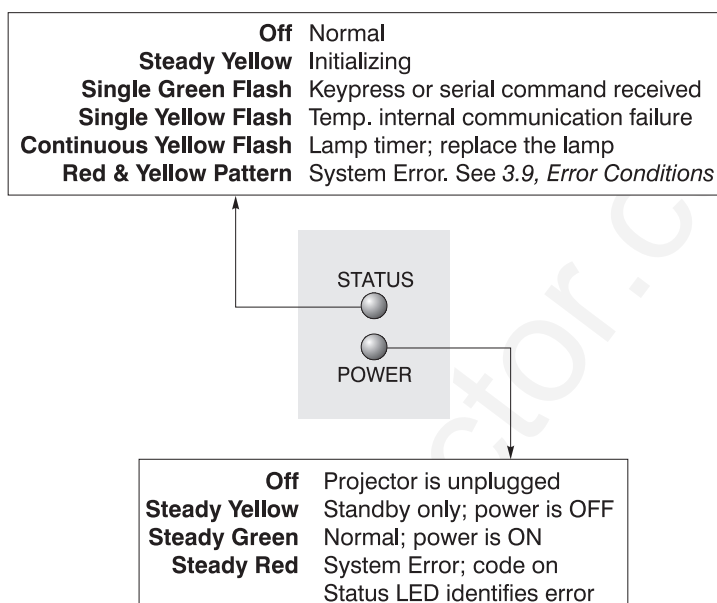 Off Normal
Steady Yellow Initializing
Single Green Flash Keypress or serial command received
Single Yellow Flash Temp. internal communication failure
Continuous Yellow Flash Lamp timer; replace the lamp
Red & Yellow Pattern System Error. See 3.9, Error Conditions
STATUS
POWER
Off Projector is unplugged
Steady Yellow Standby only; power is OFF
Steady Green Normal; power is ON
Steady Red System Error; code on
Status LED identifies error